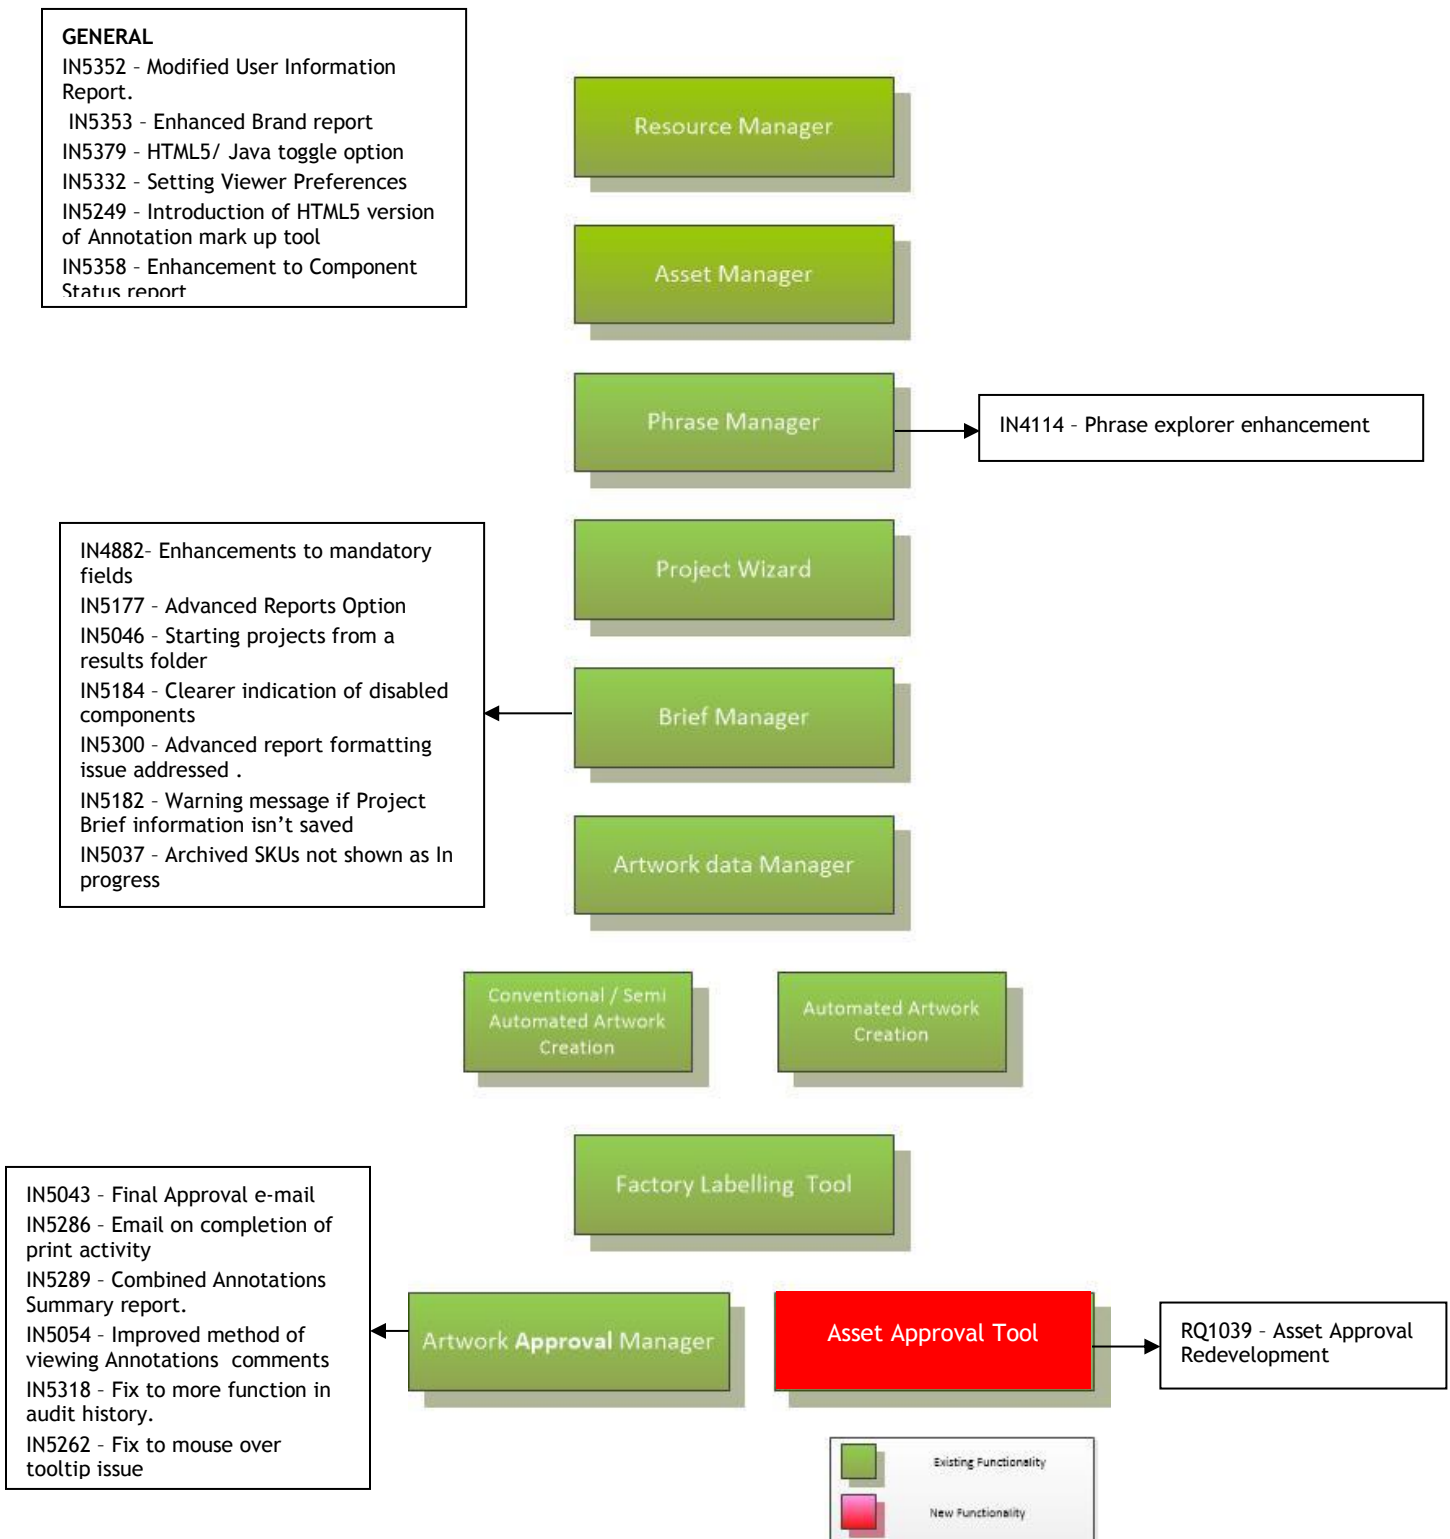 GENERAL
IN5352 – Modified User Information
Report.
IN5353 – Enhanced Brand report
IN5379 – HTML5/ Java toggle option
IN5332 – Setting Viewer Preferences
IN5249 – Introduction of HTML5 version
of Annotation mark up tool
IN5358 – Enhancement to Component
Status report
Resource Manager
Asset Manager
Phrase Manager
IN4114 – Phrase explorer enhancement
Project Wizard
IN4882– Enhancements to mandatory
fields
IN5177 – Advanced Reports Option
IN5046 – Starting projects from a
results folder
IN5184 – Clearer indication of disabled
components
IN5300 – Advanced report formatting
issue addressed .
IN5182 – Warning message if Project
Brief information isn’t saved
IN5037 – Archived SKUs not shown as In
progress
Brief Manager
Artwork data Manager
Conventional / Semi
Automated Artwork
Creation
Automated Artwork
Creation
Factory Labelling Tool
IN5043 – Final Approval e-mail
IN5286 – Email on completion of
print activity
IN5289 – Combined Annotations
Summary report.
IN5054 – Improved method of
viewing Annotations comments
IN5318 – Fix to more function in
audit history.
IN5262 – Fix to mouse over
tooltip issue
Artwork Approval Manager
Asset Approval Tool
RQ1039 – Asset Approval
Redevelopment
Existing Functionality
New Functionality